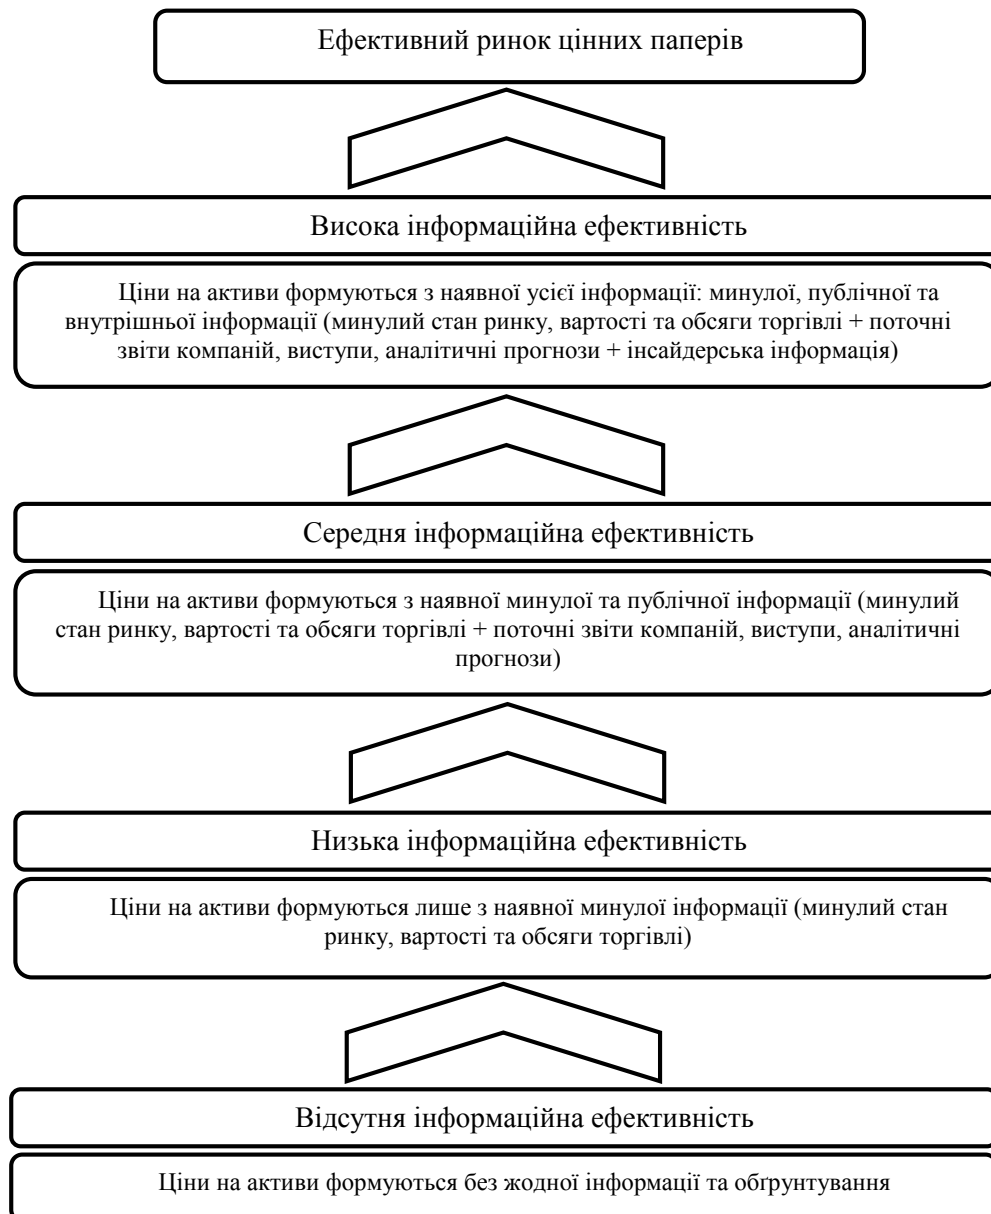 Ефективний ринок цінних паперів
Висока інформаційна ефективність
Ціни на активи формуються з наявної усієї інформації: минулої, публічної та
внутрішньої інформації (минулий стан ринку, вартості та обсяги торгівлі + поточні
звіти компаній, виступи, аналітичні прогнози + інсайдерська інформація)
Середня інформаційна ефективність
Ціни на активи формуються з наявної минулої та публічної інформації (минулий
стан ринку, вартості та обсяги торгівлі + поточні звіти компаній, виступи, аналітичні
прогнози)
Низька інформаційна ефективність
Ціни на активи формуються лише з наявної минулої інформації (минулий стан
ринку, вартості та обсяги торгівлі)
Відсутня інформаційна ефективність
Ціни на активи формуються без жодної інформації та обґрунтування